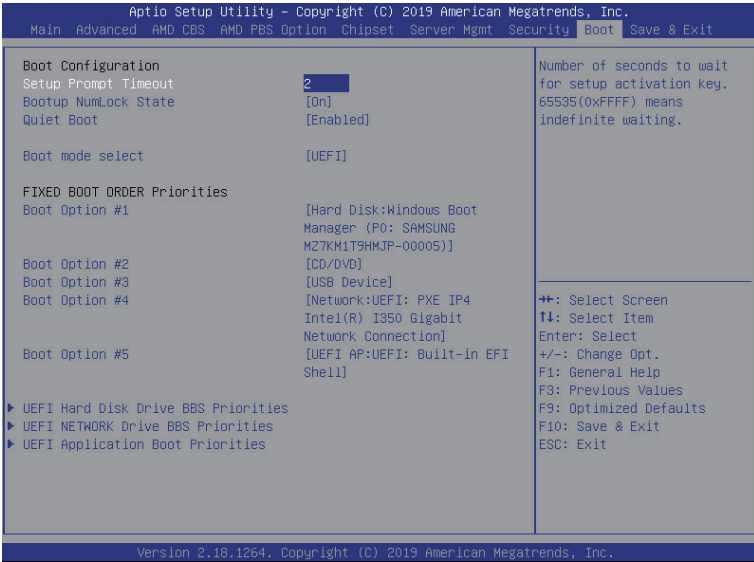 Aptio Setup Utility – Copyright (C) 2019 American Megatrends, Inc.
Main Advanced AMD CBS AMD PBS Option Chipset Server Mgmt Security Boot Save & Exit
Boot Configuration
Setup Prompt Timeout 2
Bootup NumLock State [On]
Quiet Boot [Enabled]
Boot mode select [UEFI]
FIXED BOOT ORDER Priorities
Boot Option #1 [Hard Disk:Windows Boot
Manager (P0: SAMSUNG
MZ7KM1T9HMJP-00005)]
Boot Option #2 [CD/DVD]
Boot Option #3 [USB Device]
Boot Option #4 [Network:UEFI: PXE IP4
Intel(R) I350 Gigabit
Network Connection]
Boot Option #5 [UEFI AP:UEFI: Built-in EFI
Shell]
UEFI Hard Disk Drive BBS Priorities
UEFI NETWORK Drive BBS Priorities
UEFI Application Boot Priorities
Number of seconds to wait
for setup activation key.
65535(0xFFFF) means
indefinite waiting.
→←: Select Screen
↑↓: Select Item
Enter: Select
+/-: Change Opt.
F1: General Help
F3: Previous Values
F9: Optimized Defaults
F10: Save & Exit
ESC: Exit
Version 2.18.1264. Copyright (C) 2019 American Megatrends, Inc.